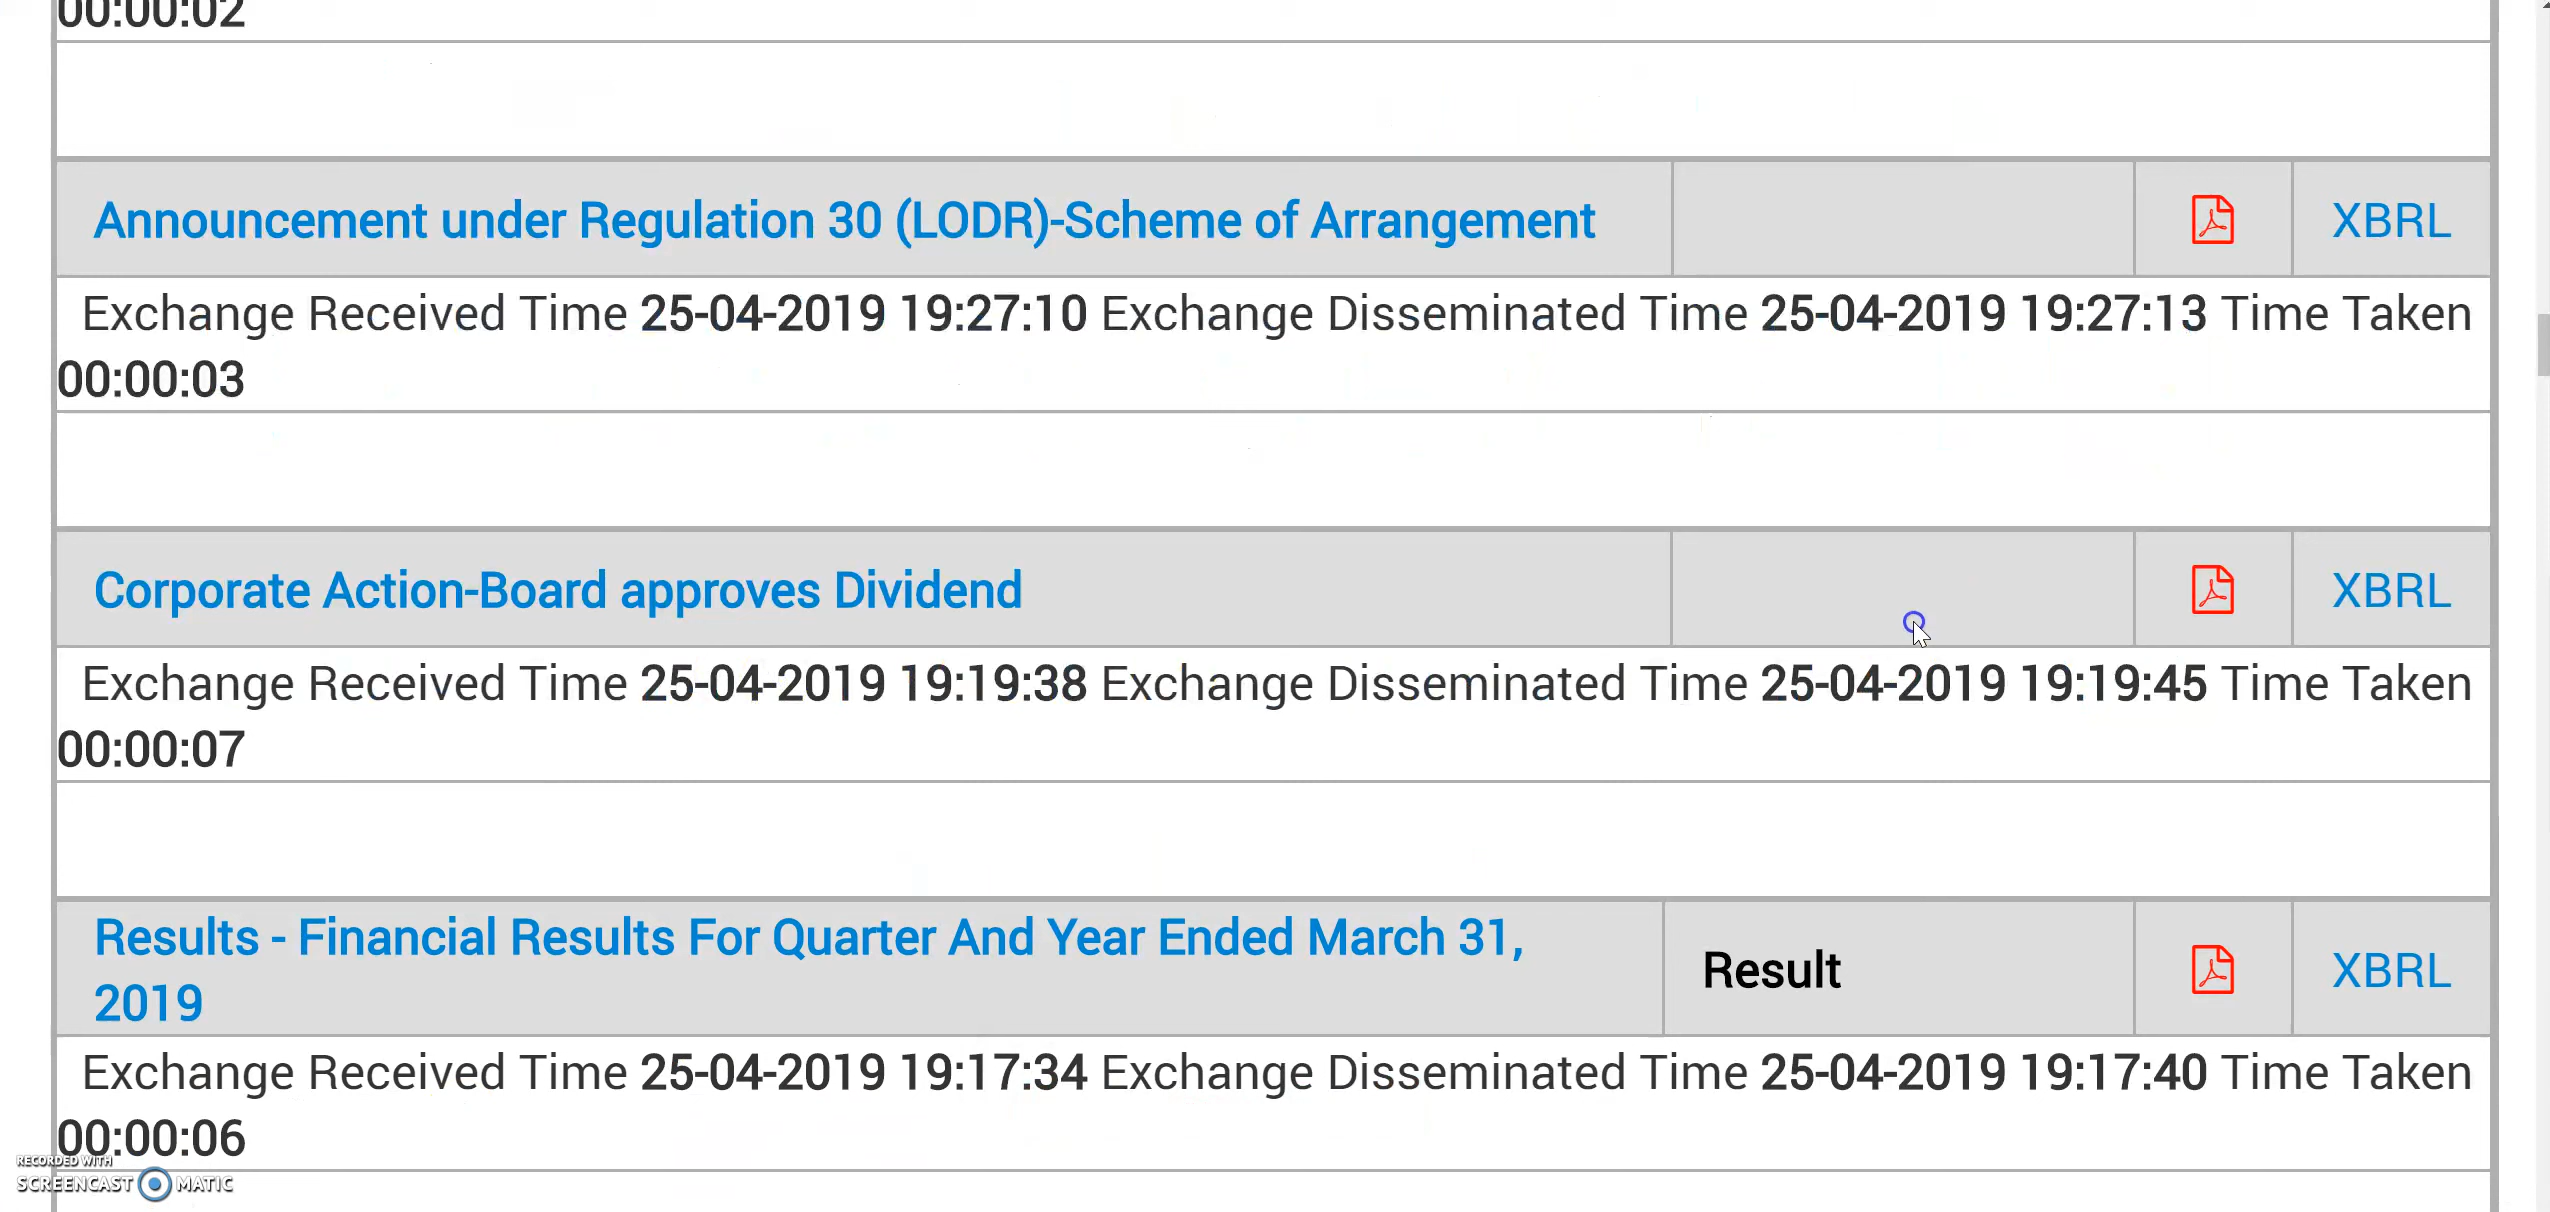 00:00:02
Announcement under Regulation 30 (LODR)-Scheme of Arrangement XBRL
Exchange Received Time 25-04-2019 19:27:10 Exchange Disseminated Time 25-04-2019 19:27:13 Time Taken
00:00:03
Corporate Action-Board approves Dividend XBRL
Exchange Received Time 25-04-2019 19:19:38 Exchange Disseminated Time 25-04-2019 19:19:45 Time Taken
00:00:07
Results - Financial Results For Quarter And Year Ended March 31,
2019
Result XBRL
Exchange Received Time 25-04-2019 19:17:34 Exchange Disseminated Time 25-04-2019 19:17:40 Time Taken
00:00:06
RECORDED WITH
SCREENCAST MATIC